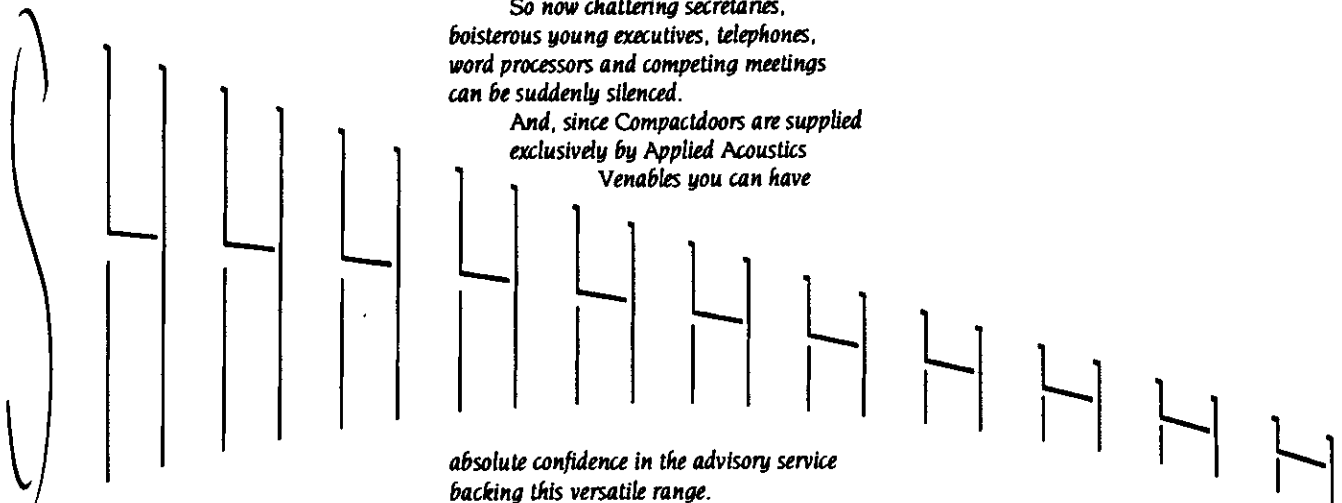 So now chattering secretaries,
boisterous young executives, telephones,
word processors and competing meetings
can be suddenly silenced.
And, since Compactdoors are supplied
exclusively by Applied Acoustics
Venables you can have
SHHHHHHHHHHH
absolute confidence in the advisory service
backing this versatile range.